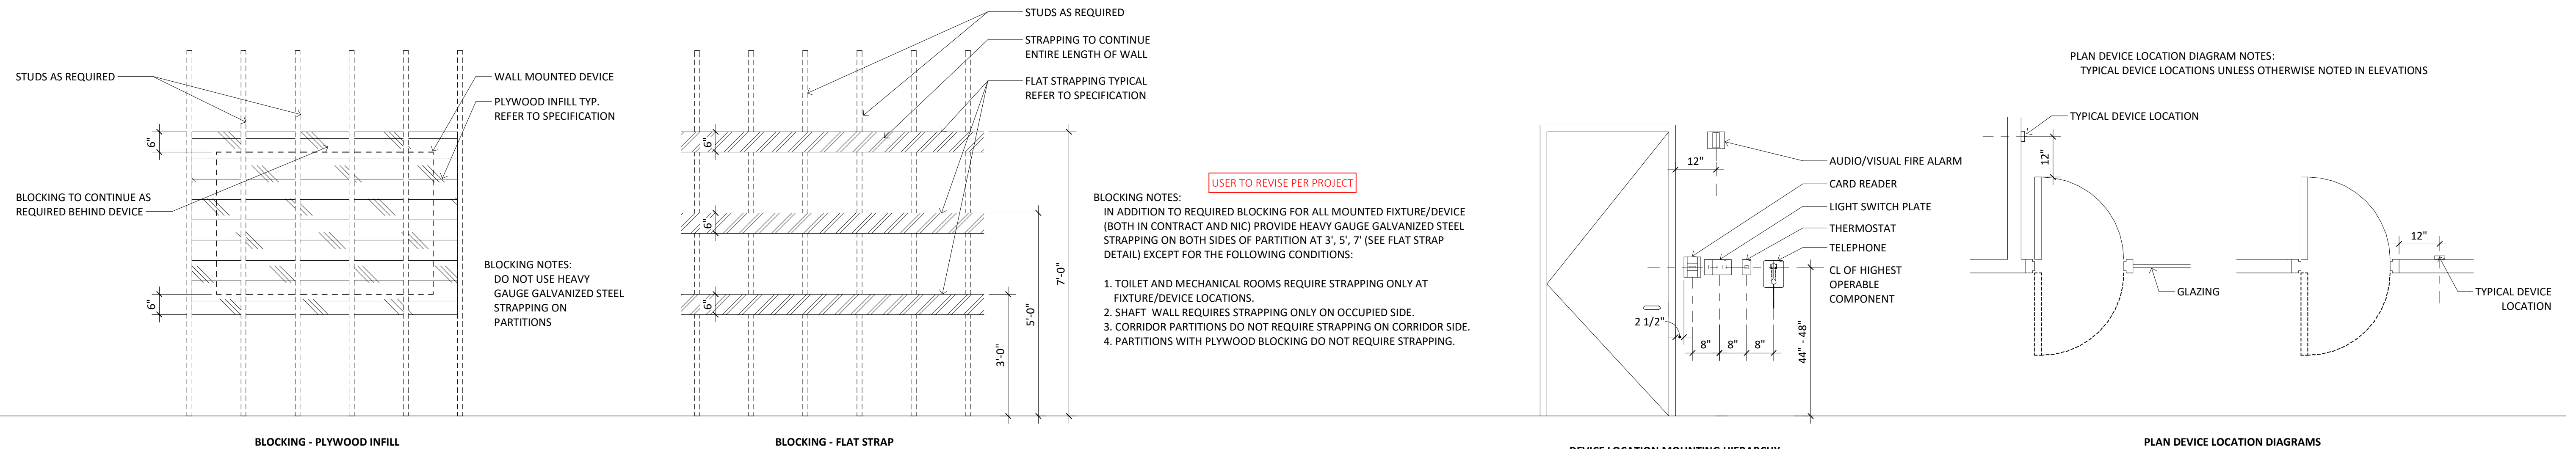 STUDS AS REQUIRED
WALL MOUNTED DEVICE
PLYWOOD INFILL TYP.
REFER TO SPECIFICATION
6"
BLOCKING TO CONTINUE AS
REQUIRED BEHIND DEVICE
6"
BLOCKING NOTES:
DO NOT USE HEAVY
GAUGE GALVANIZED STEEL
STRAPPING ON
PARTITIONS
BLOCKING - PLYWOOD INFILL
STUDS AS REQUIRED
STRAPPING TO CONTINUE
ENTIRE LENGTH OF WALL
FLAT STRAPPING TYPICAL
REFER TO SPECIFICATION
6"
6"
6"
7'-0"
5'-0"
3'-0"
BLOCKING - FLAT STRAP
USER TO REVISE PER PROJECT
BLOCKING NOTES:
IN ADDITION TO REQUIRED BLOCKING FOR ALL MOUNTED FIXTURE/DEVICE
(BOTH IN CONTRACT AND NIC) PROVIDE HEAVY GAUGE GALVANIZED STEEL
STRAPPING ON BOTH SIDES OF PARTITION AT 3', 5', 7' (SEE FLAT STRAP
DETAIL) EXCEPT FOR THE FOLLOWING CONDITIONS:
1. TOILET AND MECHANICAL ROOMS REQUIRE STRAPPING ONLY AT
FIXTURE/DEVICE LOCATIONS.
2. SHAFT WALL REQUIRES STRAPPING ONLY ON OCCUPIED SIDE.
3. CORRIDOR PARTITIONS DO NOT REQUIRE STRAPPING ON CORRIDOR SIDE.
4. PARTITIONS WITH PLYWOOD BLOCKING DO NOT REQUIRE STRAPPING.
12"
AUDIO/VISUAL FIRE ALARM
CARD READER
LIGHT SWITCH PLATE
THERMOSTAT
TELEPHONE
CL OF HIGHEST
OPERABLE
COMPONENT
2 1/2"
8"
8"
8"
44" - 48"
DEVICE LOCATION MOUNTING HIERARCHY
PLAN DEVICE LOCATION DIAGRAM NOTES:
TYPICAL DEVICE LOCATIONS UNLESS OTHERWISE NOTED IN ELEVATIONS
TYPICAL DEVICE LOCATION
12"
GLAZING
12"
TYPICAL DEVICE
LOCATION
PLAN DEVICE LOCATION DIAGRAMS